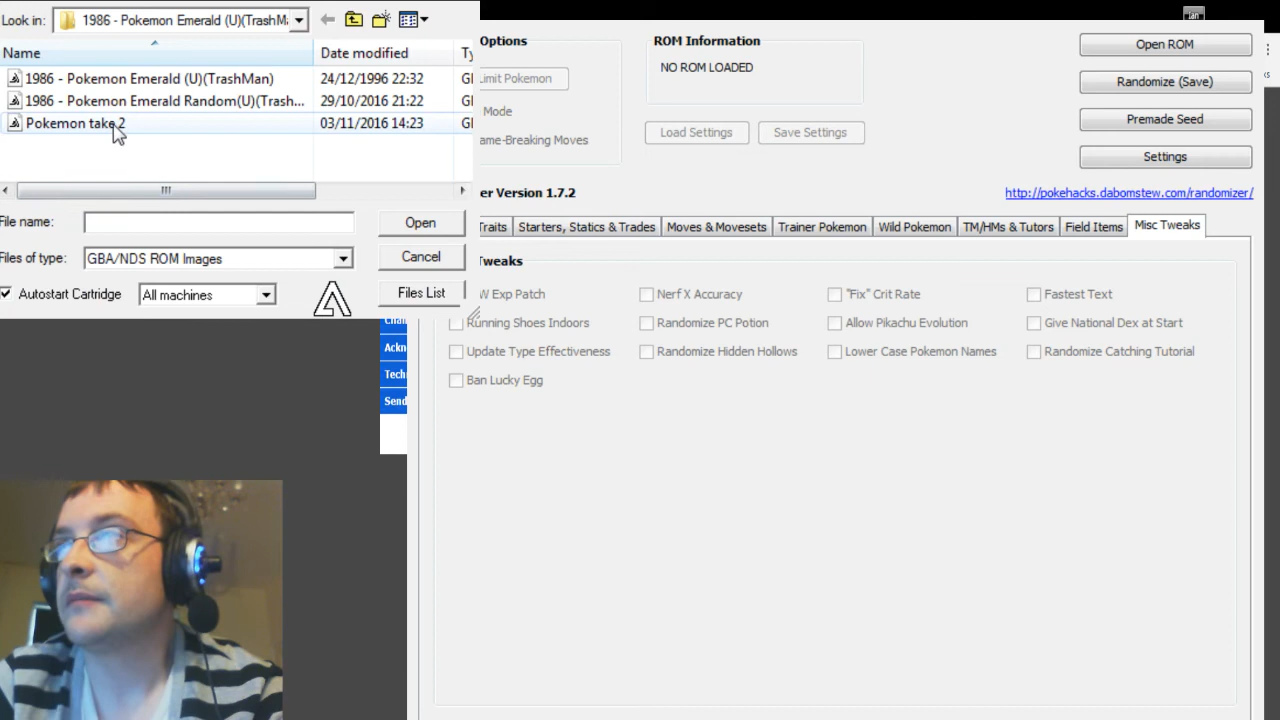 Look in: 1986 - Pokemon Emerald (U)(TrashMa
Name Date modified Ty
1986 - Pokemon Emerald (U)(TrashMan) 24/12/1996 22:32 GI
1986 - Pokemon Emerald Random(U)(Trash... 29/10/2016 21:22 GI
Pokemon take 2 03/11/2016 14:23 GI
File name: Open
Files of type: GBA/NDS ROM Images Cancel
Autostart Cartridge All machines Files List
Options ROM Information Open ROM
Limit Pokemon NO ROM LOADED Randomize (Save)
Mode Premade Seed
ame-Breaking Moves Load Settings Save Settings Settings
er Version 1.7.2 http://pokehacks.dabomstew.com/randomizer/
Traits Starters, Statics & Trades Moves & Movesets Trainer Pokemon Wild Pokemon TM/HMs & Tutors Field Items Misc Tweaks
Tweaks
W Exp Patch Nerf X Accuracy "Fix" Crit Rate Fastest Text
Running Shoes Indoors Randomize PC Potion Allow Pikachu Evolution Give National Dex at Start
Update Type Effectiveness Randomize Hidden Hollows Lower Case Pokemon Names Randomize Catching Tutorial
Ban Lucky Egg
Ackn
Tech
Send